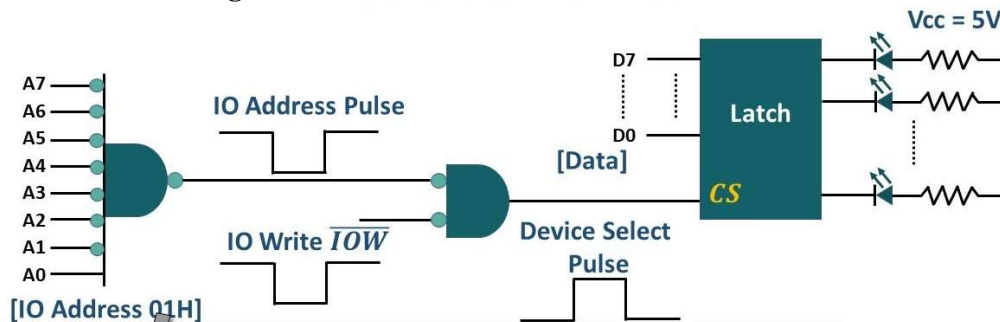 Vcc = 5V
A7
A6
A5
A4
A3
A2
A1
A0
[IO Address 01H]
IO Address Pulse
IO Write \overline{IOW}
D7
D0
[Data]
Latch
CS
Device Select
Pulse